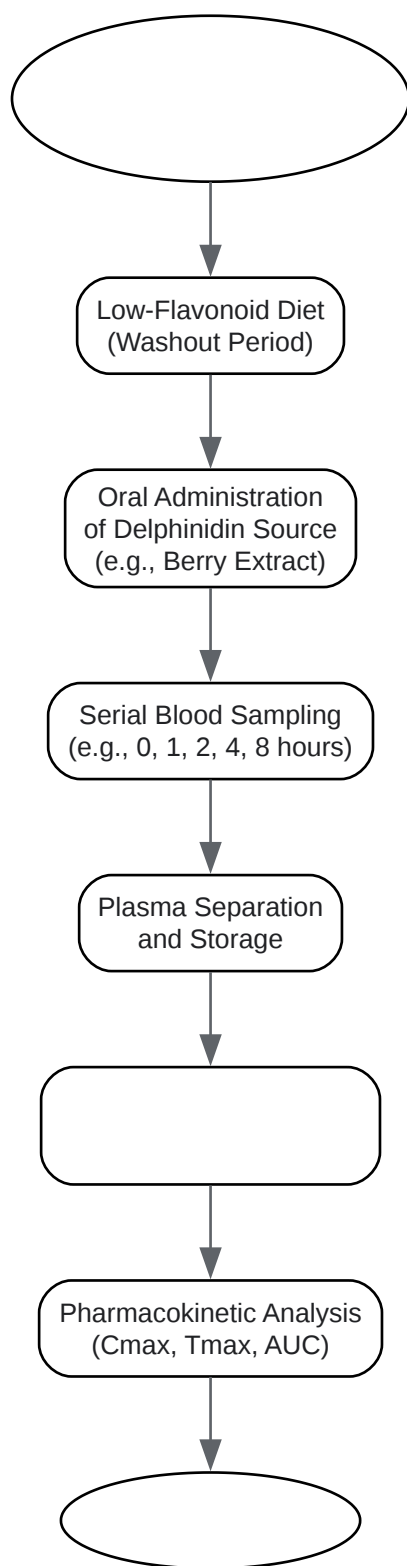 Low-Flavonoid Diet
(Washout Period)
Oral Administration
of Delphinidin Source
(e.g., Berry Extract)
Serial Blood Sampling
(e.g., 0, 1, 2, 4, 8 hours)
Plasma Separation
and Storage
Pharmacokinetic Analysis
(Cmax, Tmax, AUC)